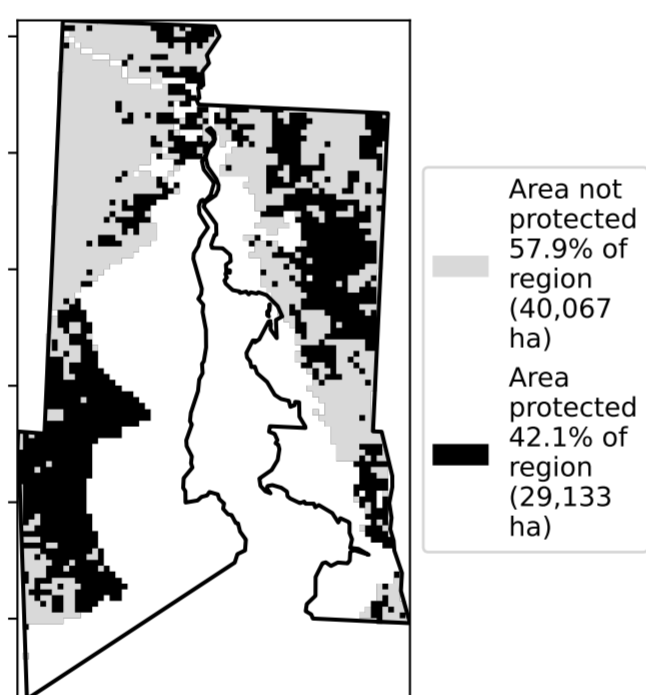 Area not
protected
57.9% of
region
(40,067
ha)
Area
protected
42.1% of
region
(29,133
ha)